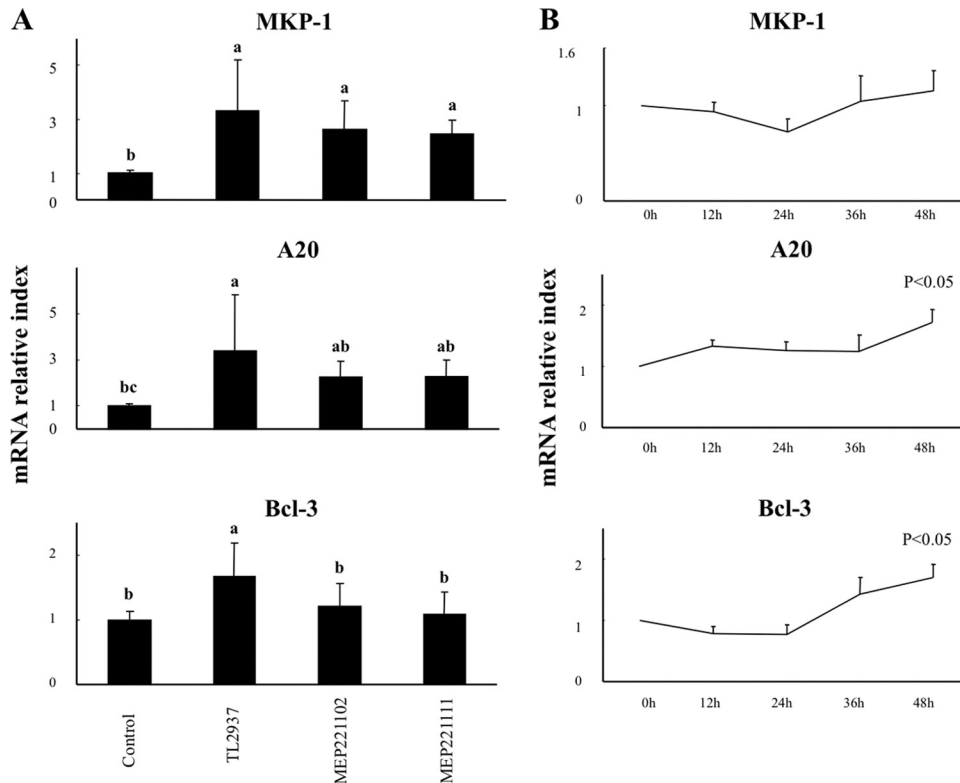 A
MKP-1
5
3
1
0
b
a
a
a
A20
5
3
1
0
bc
a
ab
ab
Bcl-3
2
1
0
b
a
b
b
mRNA relative index
Control
TL2937
MEP221102
MEP221111
B
MKP-1
1.6
1
0
0h 12h 24h 36h 48h
A20
P<0.05
2
1
0
0h 12h 24h 36h 48h
Bcl-3
P<0.05
2
1
0
0h 12h 24h 36h 48h
mRNA relative index